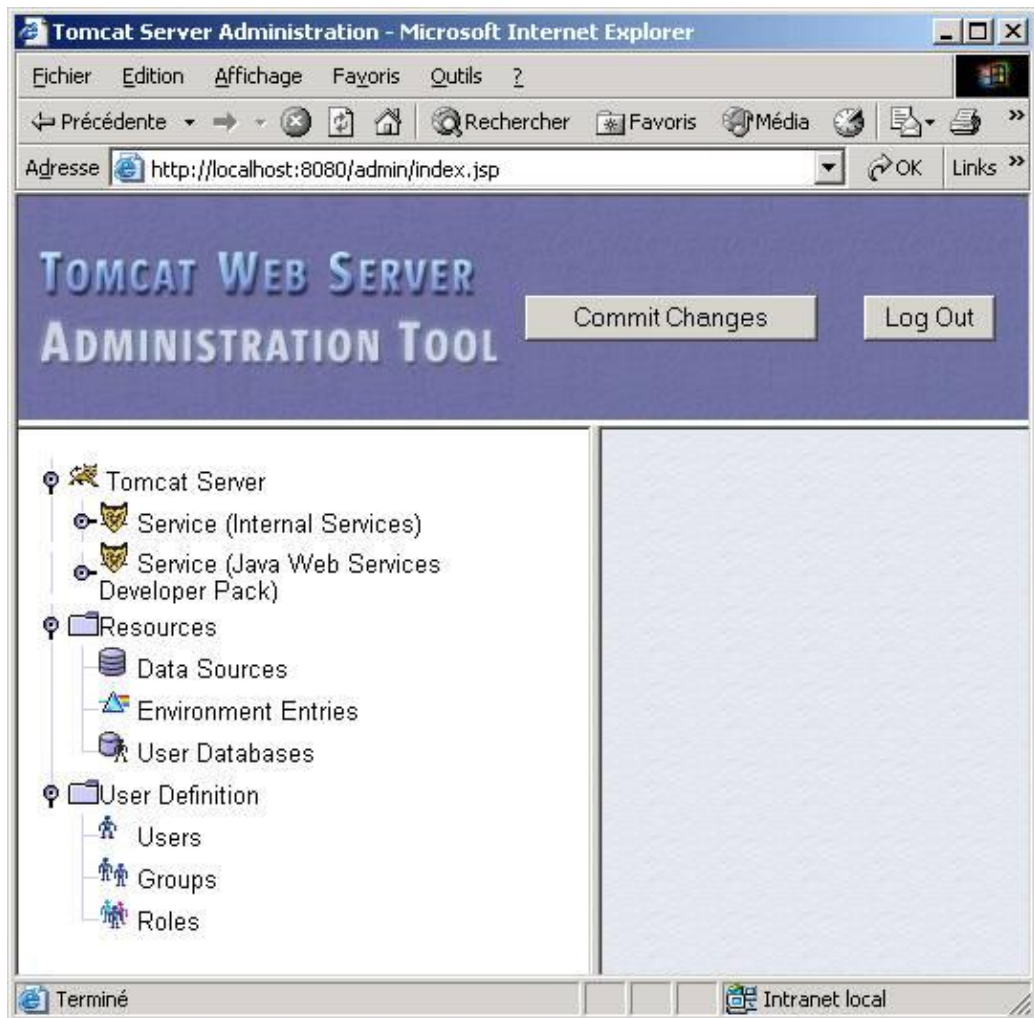 Tomcat Server Administration - Microsoft Internet Explorer
Fichier Edition Affichage Favoris Outils ?
Précédente Rechercher Favoris Média »
Adresse http://localhost:8080/admin/index.jsp OK Links »
TOMCAT WEB SERVER
ADMINISTRATION TOOL
Commit Changes Log Out
Tomcat Server
Service (Internal Services)
Service (Java Web Services
Developer Pack)
Resources
Data Sources
Environment Entries
User Databases
User Definition
Users
Groups
Roles
Terminé Intranet local